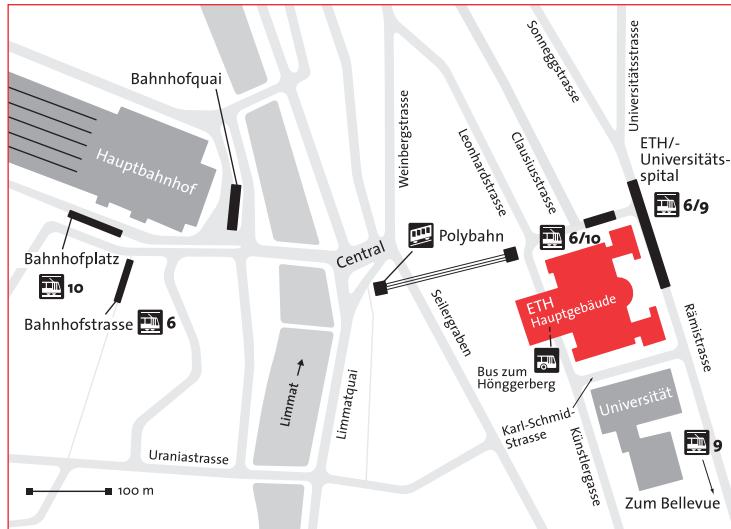 Bahnhofquai
Hauptbahnhof
Bahnhofplatz
10
Bahnhofstrasse
6
Weinbergstrasse
Leonhardstrasse
Clausiusstrasse
Sonneggstrasse
Universitätsstrasse
ETH/-
Universitäts-
spital
6/9
6/10
Central
Polybahn
ETH
Hauptgebäude
Bus zum
Hönggerberg
Seilergraben
Rämistrasse
Limmat
Limmatquai
Karl-Schmid-
Strasse
Künstlergasse
Universität
9
Zum Bellevue
Uraniastrasse
100 m